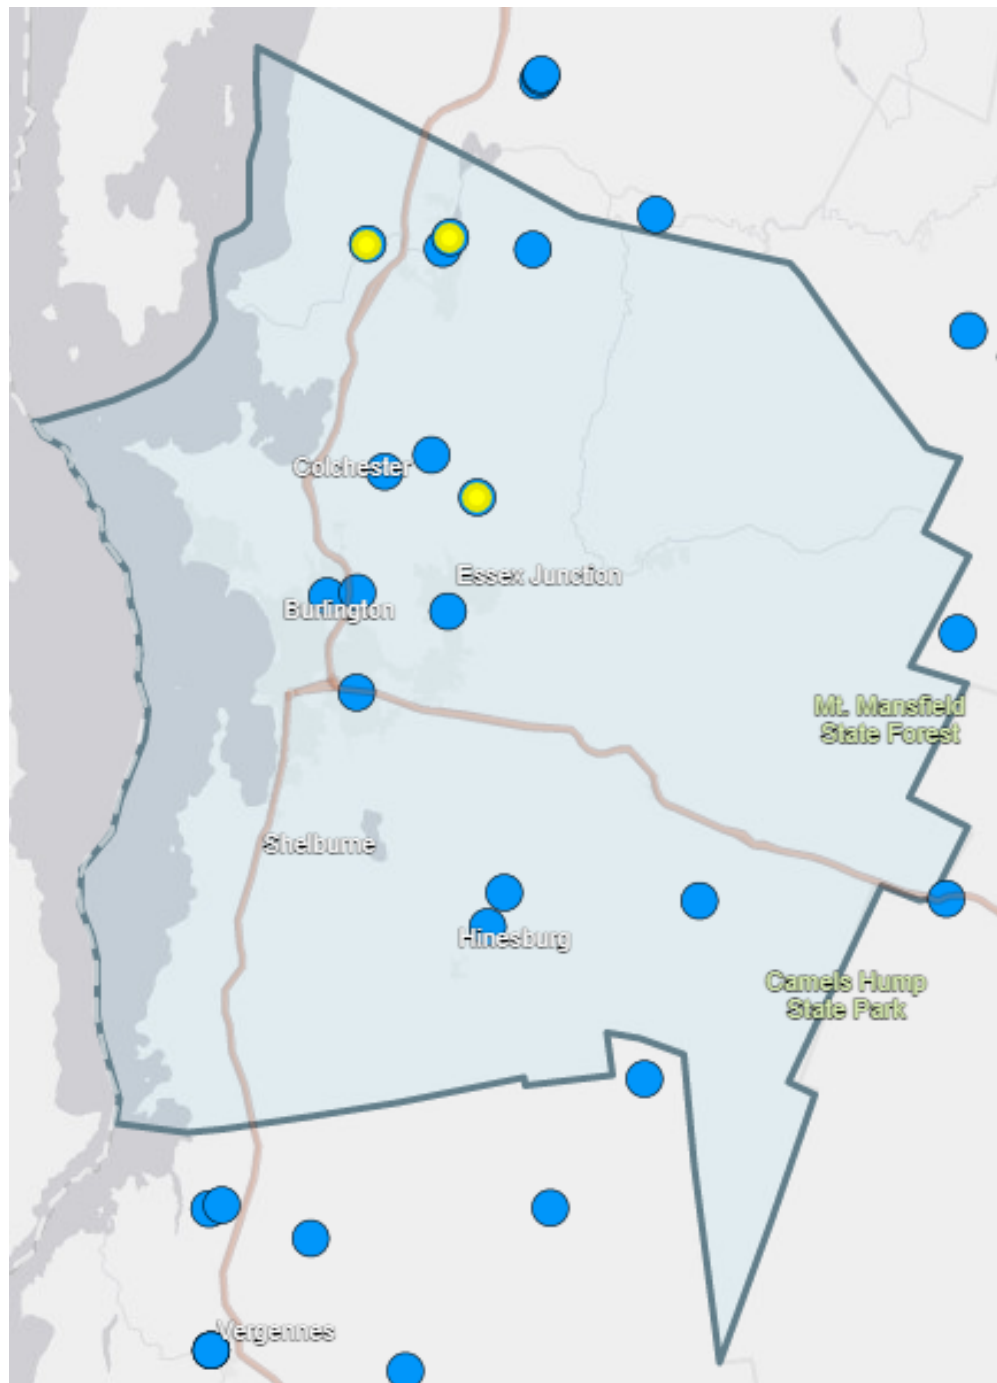 Colchester
Essex Junction
Burlington
Mt. Mansfield
State Forest
Shelburne
Hinesburg
Camels Hump
State Park
Vergennes